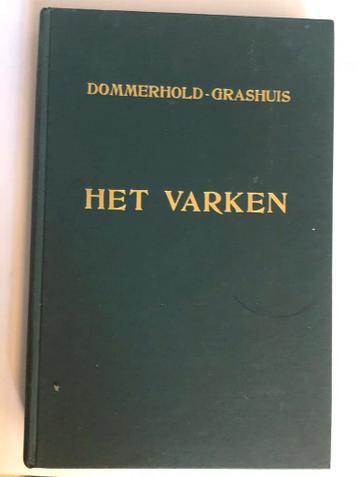 DOMMERHOLD-GRASHUIS
HET VARKEN